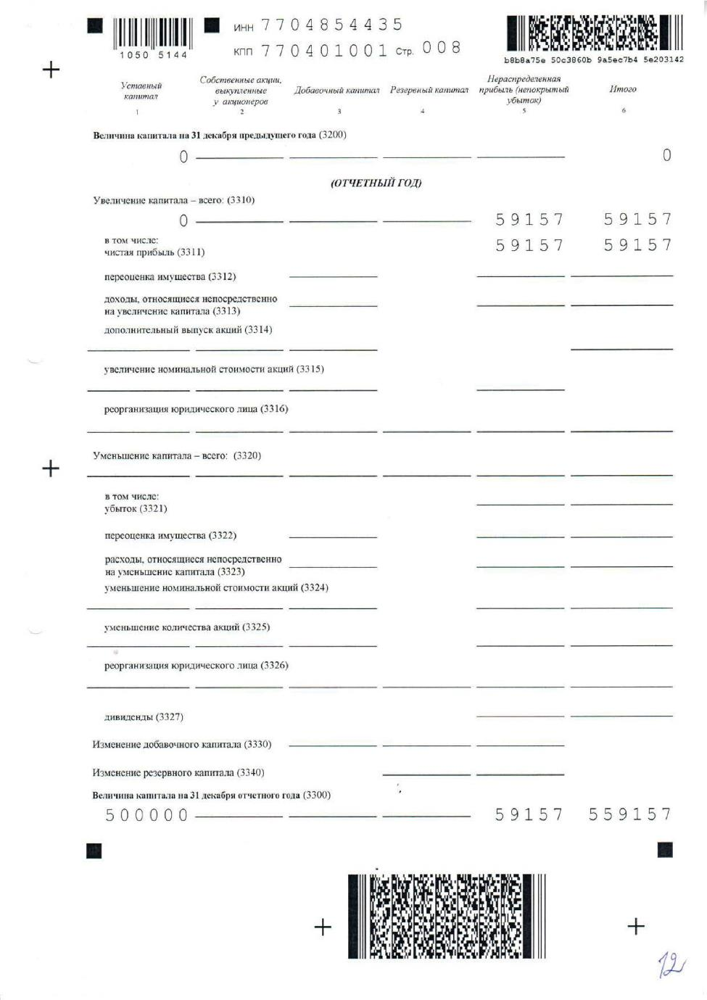 ИНН 7704854435
1050 5144
КПП 770401001 Стр. 008
b8b8a75e 50c3860b 9a5ec7b4 5e203142
Уставный капитал
Собственные акции, выкупленные у акционеров
Добавочный капитал
Резервный капитал
Нераспределенная прибыль (непокрытый убыток)
Итого
1 2 3 4 5 6
Величина капитала на 31 декабря предыдущего года (3200)
0 0
(ОТЧЕТНЫЙ ГОД)
Увеличение капитала – всего: (3310)
0 59157 59157
в том числе:
чистая прибыль (3311) 59157 59157
переоценка имущества (3312)
доходы, относящиеся непосредственно
на увеличение капитала (3313)
дополнительный выпуск акций (3314)
увеличение номинальной стоимости акций (3315)
реорганизация юридического лица (3316)
Уменьшение капитала – всего: (3320)
в том числе:
убыток (3321)
переоценка имущества (3322)
расходы, относящиеся непосредственно
на уменьшение капитала (3323)
уменьшение номинальной стоимости акций (3324)
уменьшение количества акций (3325)
реорганизация юридического лица (3326)
дивиденды (3327)
Изменение добавочного капитала (3330)
Изменение резервного капитала (3340)
Величина капитала на 31 декабря отчетного года (3300)
500000 59157 559157
12